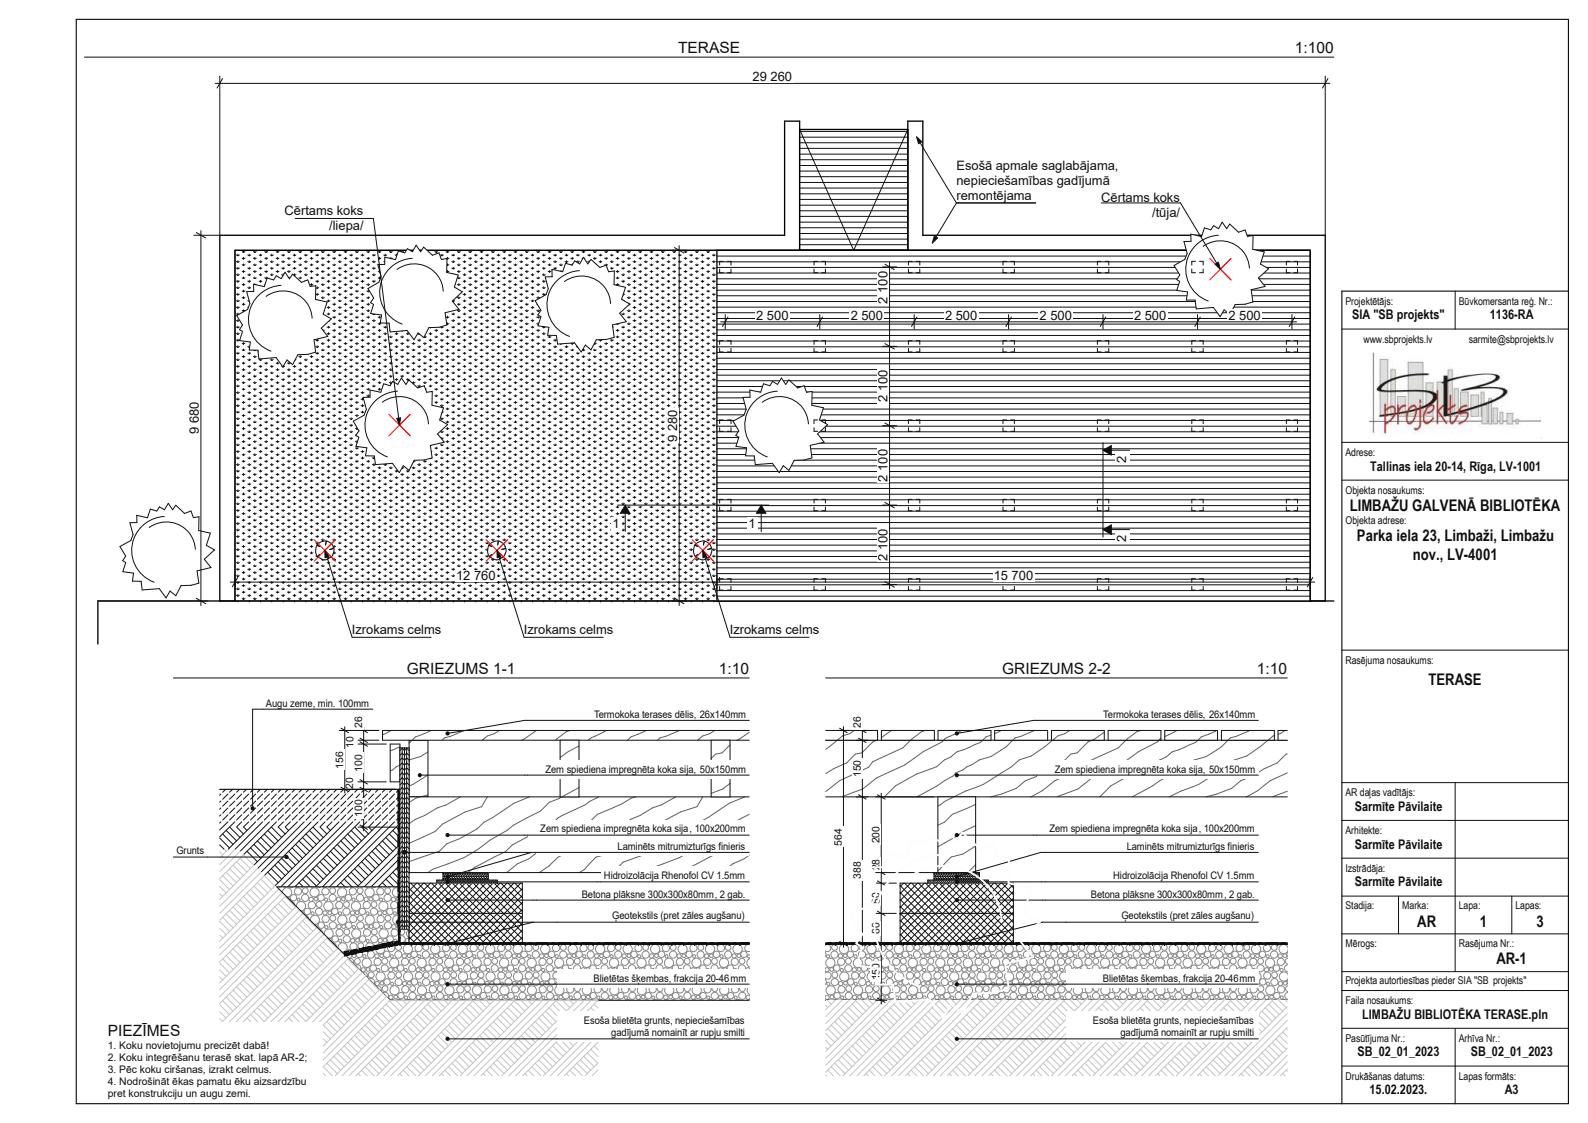 TERASE
1:100
29 260
Esošā apmale saglabājama,
nepieciešamības gadījumā
remontējama
Cērtams koks
/tūja/
Cērtams koks
/liepa/
2 100
2 500
2 500
2 500
2 500
2 500
2 500
2 100
9 680
9 280
2 100
2
1
1
2 100
2
12 760
15 700
Izrokams celms
Izrokams celms
Izrokams celms
GRIEZUMS 1-1
1:10
Augu zeme, min. 100mm
Termokoka terases dēlis, 26x140mm
26
10
156
100
20
100
Zem spiediena impregnēta koka sija, 50x150mm
Zem spiediena impregnēta koka sija, 100x200mm
Grunts
Laminēts mitrumizturīgs finieris
Hidroizolācija Rhenofol CV 1.5mm
Betona plāksne 300x300x80mm, 2 gab.
Ģeotekstils (pret zāles augšanu)
Blietētas šķembas, frakcija 20-46mm
Esoša blietēta grunts, nepieciešamības
gadījumā nomainīt ar rupju smilti
GRIEZUMS 2-2
1:10
Termokoka terases dēlis, 26x140mm
26
150
Zem spiediena impregnēta koka sija, 50x150mm
564
200
388
Zem spiediena impregnēta koka sija, 100x200mm
Laminēts mitrumizturīgs finieris
Hidroizolācija Rhenofol CV 1.5mm
Betona plāksne 300x300x80mm, 2 gab.
Ģeotekstils (pret zāles augšanu)
150
Blietētas šķembas, frakcija 20-46mm
Esoša blietēta grunts, nepieciešamības
gadījumā nomainīt ar rupju smilti
PIEZĪMES
1. Koku novietojumu precizēt dabā!
2. Koku integrēšanu terasē skat. lapā AR-2;
3. Pēc koku ciršanas, izrakt celmus.
4. Nodrošināt ēkas pamatu ēku aizsardzību
pret konstrukciju un augu zemi.
Projektētājs:
SIA "SB projekts"
Būvkomersanta reģ. Nr.:
1136-RA
www.sbprojekts.lv
sarmite@sbprojekts.lv
SB
projekts
Adrese:
Tallinas iela 20-14, Rīga, LV-1001
Objekta nosaukums:
LIMBAŽU GALVENĀ BIBLIOTĒKA
Objekta adrese:
Parka iela 23, Limbaži, Limbažu
nov., LV-4001
Rasējuma nosaukums:
TERASE
AR daļas vadītājs:
Sarmīte Pāvilaite
Arhitekte:
Sarmīte Pāvilaite
Izstrādāja:
Sarmīte Pāvilaite
Stadija:
Marka:
AR
Lapa:
1
Lapas:
3
Mērogs:
Rasējuma Nr.:
AR-1
Projekta autortiesības pieder SIA "SB projekts"
Faila nosaukums:
LIMBAŽU BIBLIOTĒKA TERASE.pln
Pasūtījuma Nr.:
SB_02_01_2023
Arhīva Nr.:
SB_02_01_2023
Drukāšanas datums:
15.02.2023.
Lapas formāts:
A3